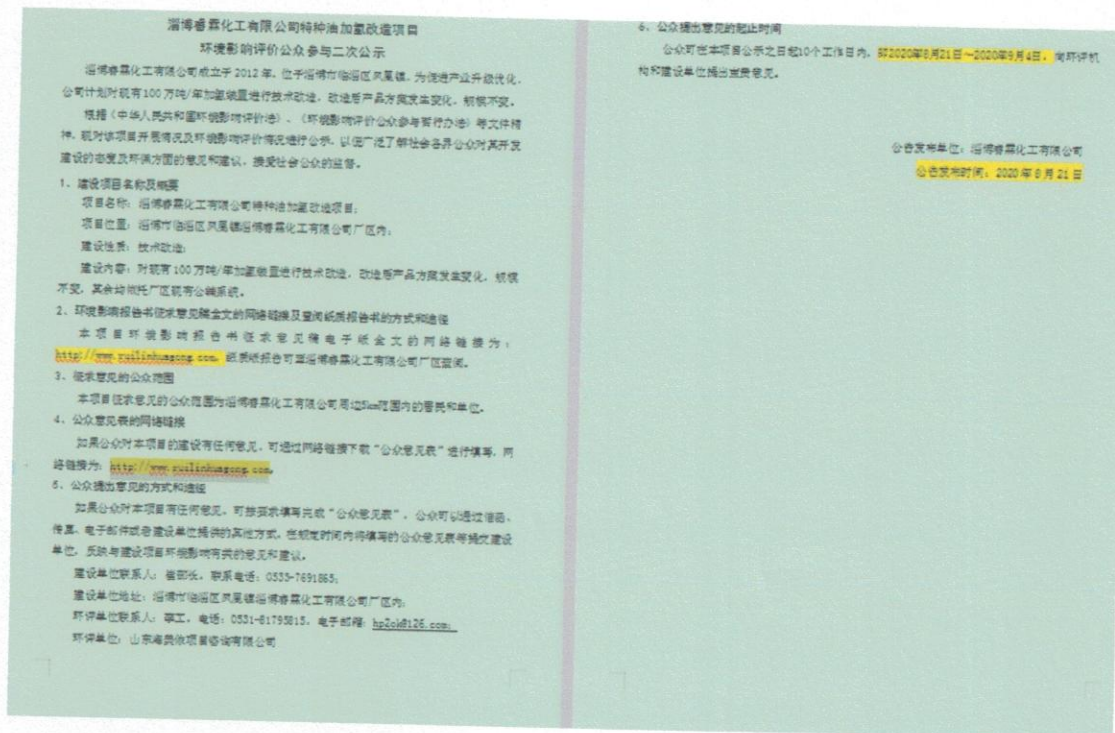 淄博睿霖化工有限公司特种油加氢改造项目
环境影响评价公众参与二次公示
淄博睿霖化工有限公司成立于 2012 年，位于淄博市临淄区凤凰镇，为促进产业升级优化，
公司计划对现有100 万吨/年加氢装置进行技术改造，改造后产品方案发生变化，规模不变。
根据《中华人民共和国环境影响评价法》、《环境影响评价公众参与暂行办法》等文件精
神，现对该项目开展情况及环境影响评价情况进行公示，以便广泛了解社会各界公众对其开发
建设的态度及环保方面的意见和建议，接受社会公众的监督。
1、建设项目名称及概要
项目名称：淄博睿霖化工有限公司特种油加氢改造项目；
项目位置：淄博市临淄区凤凰镇淄博睿霖化工有限公司厂区内；
建设性质：技术改造；
建设内容：对现有 100 万吨/年加氢装置进行技术改造，改造后产品方案发生变化，规模
不变，其余均依托厂区现有公辅系统。
2、环境影响报告书征求意见稿全文的网络链接及查阅纸质报告书的方式和途径
本项目环境影响报告书征求意见稿电子版全文的网络链接为：
http://www.ruilinhuagong.com，纸质版报告可至淄博睿霖化工有限公司厂区查阅。
3、征求意见的公众范围
本项目征求意见的公众范围为淄博睿霖化工有限公司周边5km范围内的居民和单位。
4、公众意见表的网络链接
如果公众对本项目的建设有任何意见，可通过网络链接下载“公众意见表”进行填写，网
络链接为：http://www.ruilinhuagong.com。
5、公众提出意见的方式和途径
如果公众对本项目有任何意见，可按要求填写完成“公众意见表”，公众可以通过信函、
传真、电子邮件或者建设单位提供的其他方式，在规定时间内将填写的公众意见表等提交建设
单位，反映与建设项目环境影响有关的意见和建议。
建设单位联系人：崔部长，联系电话：0533-7691865；
建设单位地址：淄博市临淄区凤凰镇淄博睿霖化工有限公司厂区内；
环评单位联系人：李工，电话：0531-81795815，电子邮箱：hp2ok@126.com；
环评单位：山东海美侬项目咨询有限公司
6、公众提出意见的起止时间
公众可在本项目公示之日起10个工作日内，即2020年8月21日～2020年9月4日，向环评机
构和建设单位提出宝贵意见。
公告发布单位：淄博睿霖化工有限公司
公告发布时间：2020 年 8 月 21 日